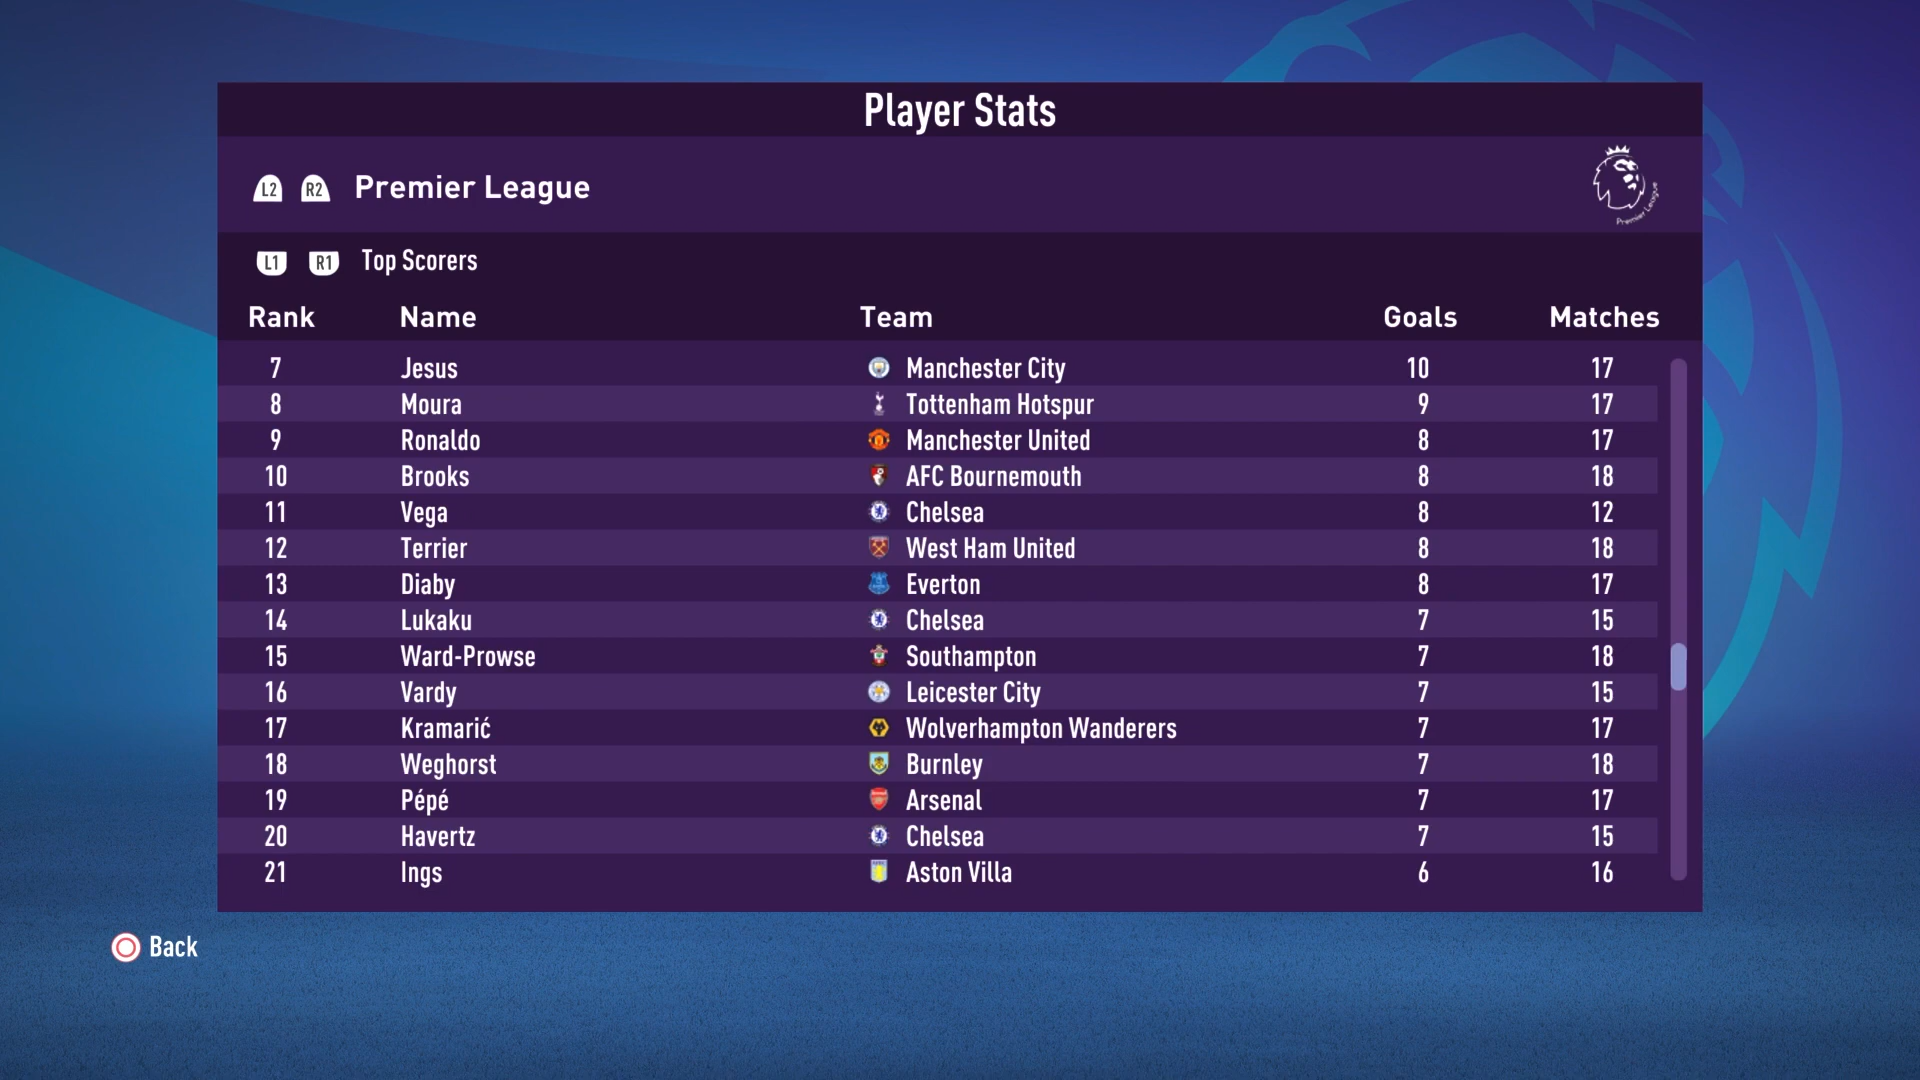 Player Stats
L2 R2 Premier League
Premier League
L1 R1 Top Scorers
Rank Name Team Goals Matches
7 Jesus Manchester City 10 17
8 Moura Tottenham Hotspur 9 17
9 Ronaldo Manchester United 8 17
10 Brooks AFC Bournemouth 8 18
11 Vega Chelsea 8 12
12 Terrier West Ham United 8 18
13 Diaby Everton 8 17
14 Lukaku Chelsea 7 15
15 Ward-Prowse Southampton 7 18
16 Vardy Leicester City 7 15
17 Kramarić Wolverhampton Wanderers 7 17
18 Weghorst Burnley 7 18
19 Pépé Arsenal 7 17
20 Havertz Chelsea 7 15
21 Ings Aston Villa 6 16
Back